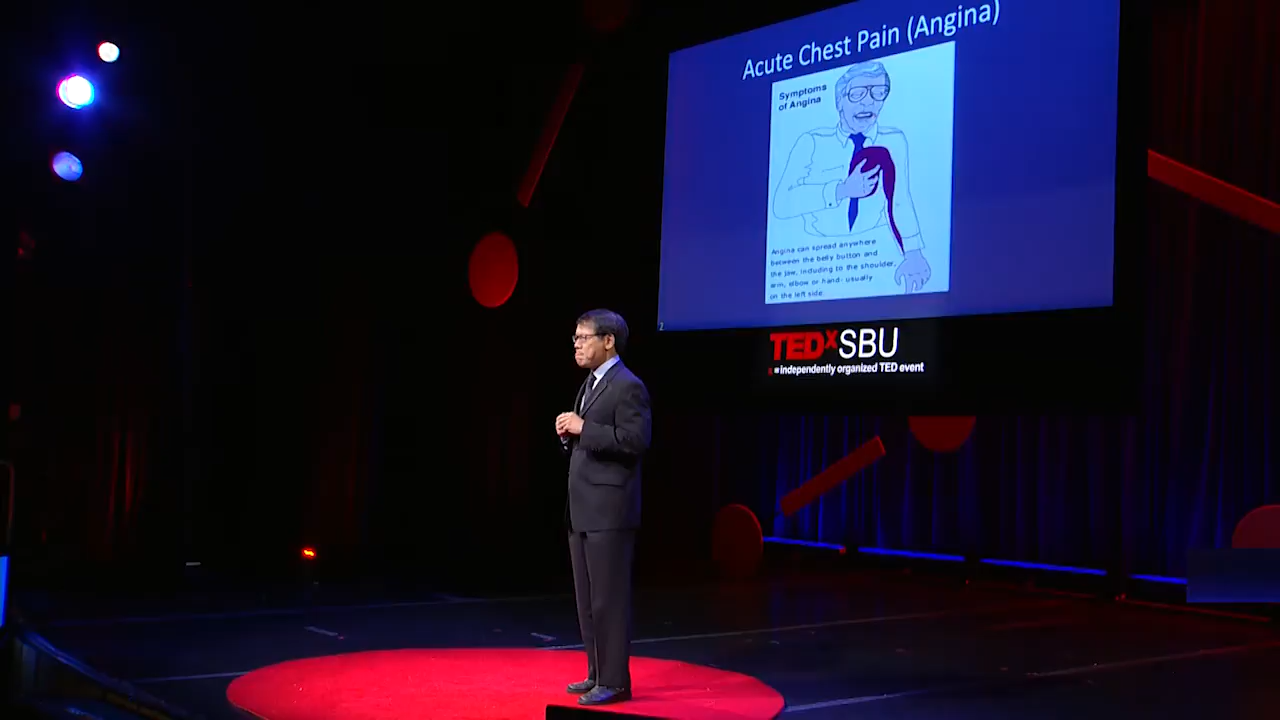 Acute Chest Pain (Angina)
Symptoms
of Angina
Angina can spread anywhere
between the belly button and
the jaw, including to the shoulder,
arm, elbow or hand- usually
on the left side
2
TEDxSBU
x = independently organized TED event